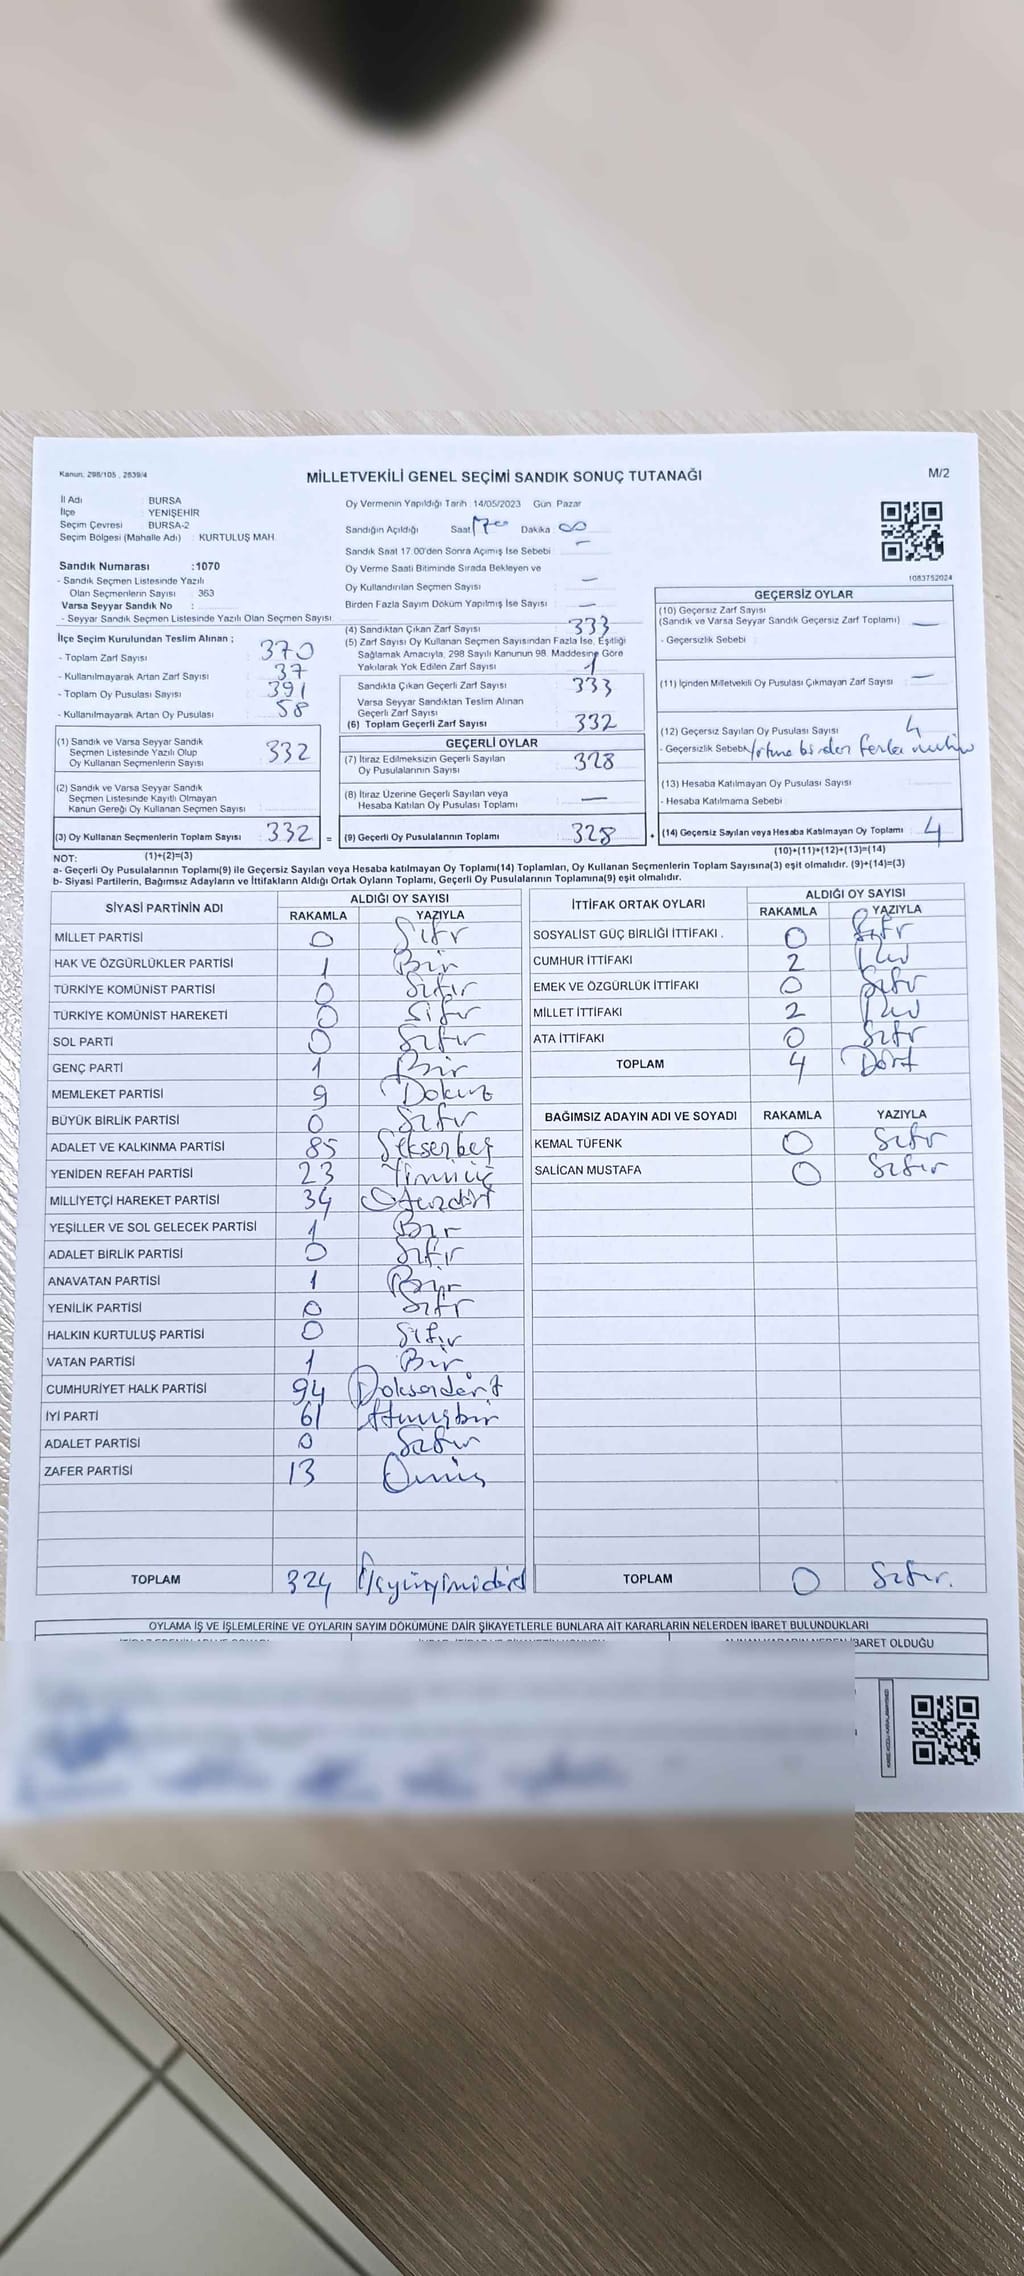 Kanun, 298/105 , 2839/4
MİLLETVEKİLİ GENEL SEÇİMİ SANDIK SONUÇ TUTANAĞI
M/2
İl Adı : BURSA
İlçe : YENİŞEHİR
Seçim Çevresi : BURSA-2
Seçim Bölgesi (Mahalle Adı) : KURTULUŞ MAH.
Oy Vermenin Yapıldığı Tarih : 14/05/2023 Gün : Pazar
Sandığın Açıldığı Saat 17 00 Dakika 00
Sandık Saat 17.00'den Sonra Açımış İse Sebebi —
Oy Verme Saati Bitiminde Sırada Bekleyen ve
Oy Kullandırılan Seçmen Sayısı —
Birden Fazla Sayım Döküm Yapılmış İse Sayısı —
1083752024
Sandık Numarası :1070
- Sandık Seçmen Listesinde Yazılı
Olan Seçmenlerin Sayısı : 363
Varsa Seyyar Sandık No :
- Seyyar Sandık Seçmen Listesinde Yazılı Olan Seçmen Sayısı
İlçe Seçim Kurulundan Teslim Alınan ;
- Toplam Zarf Sayısı 370
- Kullanılmayarak Artan Zarf Sayısı 37
- Toplam Oy Pusulası Sayısı 391
- Kullanılmayarak Artan Oy Pusulası 58
(1) Sandık ve Varsa Seyyar Sandık
Seçmen Listesinde Yazılı Olup
Oy Kullanan Seçmenlerin Sayısı 332
(2) Sandık ve Varsa Seyyar Sandık
Seçmen Listesinde Kayıtlı Olmayan
Kanun Gereği Oy Kullanan Seçmen Sayısı
(3) Oy Kullanan Seçmenlerin Toplam Sayısı : 332 =
(4) Sandıktan Çıkan Zarf Sayısı 333
(5) Zarf Sayısı Oy Kullanan Seçmen Sayısından Fazla İse, Eşitliği
Sağlamak Amacıyla, 298 Sayılı Kanunun 98. Maddesine Göre
Yakılarak Yok Edilen Zarf Sayısı 1
Sandıkta Çıkan Geçerli Zarf Sayısı 333
Varsa Seyyar Sandıktan Teslim Alınan
Geçerli Zarf Sayısı
(6) Toplam Geçerli Zarf Sayısı 332
GEÇERLİ OYLAR
(7) İtiraz Edilmeksizin Geçerli Sayılan
Oy Pusulalarının Sayısı 328
(8) İtiraz Üzerine Geçerli Sayılan veya
Hesaba Katılan Oy Pusulası Toplamı —
(9) Geçerli Oy Pusulalarının Toplamı : 328 +
GEÇERSİZ OYLAR
(10) Geçersiz Zarf Sayısı
(Sandık ve Varsa Seyyar Sandık Geçersiz Zarf Toplamı) —
- Geçersizlik Sebebi :
(11) İçinden Milletvekili Oy Pusulası Çıkmayan Zarf Sayısı —
(12) Geçersiz Sayılan Oy Pusulası Sayısı 4
- Geçersizlik Sebebi birden fazla mühür
(13) Hesaba Katılmayan Oy Pusulası Sayısı
- Hesaba Katılmama Sebebi
(14) Geçersiz Sayılan veya Hesaba Katılmayan Oy Toplamı : 4
NOT: (1)+(2)=(3)
(10)+(11)+(12)+(13)=(14)
a- Geçerli Oy Pusulaları Toplamı(9) ile Geçersiz Sayılan veya Hesaba katılmayan Oy Toplamı(14) Toplamları, Oy Kullanan Seçmenlerin Toplam Sayısına(3) eşit olmalıdır. (9)+(14)=(3)
b- Siyasi Partilerin, Bağımsız Adayların ve İttifakların Aldığı Ortak Oyların Toplamı, Geçerli Oy Pusulalarının Toplamına(9) eşit olmalıdır.
SİYASİ PARTİNİN ADI ALDIĞI OY SAYISI
RAKAMLA YAZIYLA
MİLLET PARTİSİ 0 Sıfır
HAK VE ÖZGÜRLÜKLER PARTİSİ 1 Bir
TÜRKİYE KOMÜNİST PARTİSİ 0 Sıfır
TÜRKİYE KOMÜNİST HAREKETİ 0 Sıfır
SOL PARTİ 0 Sıfır
GENÇ PARTİ 1 Bir
MEMLEKET PARTİSİ 9 Dokuz
BÜYÜK BİRLİK PARTİSİ 0 Sıfır
ADALET VE KALKINMA PARTİSİ 85 Seksenbeş
YENİDEN REFAH PARTİSİ 23 Yirmiüç
MİLLİYETÇİ HAREKET PARTİSİ 34 Otuzdört
YEŞİLLER VE SOL GELECEK PARTİSİ 1 Bir
ADALET BİRLİK PARTİSİ 0 Sıfır
ANAVATAN PARTİSİ 1 Bir
YENİLİK PARTİSİ 0 Sıfır
HALKIN KURTULUŞ PARTİSİ 0 Sıfır
VATAN PARTİSİ 1 Bir
CUMHURİYET HALK PARTİSİ 94 Doksandört
İYİ PARTİ 61 Atmışbir
ADALET PARTİSİ 0 Sıfır
ZAFER PARTİSİ 13 Onüç
TOPLAM 324 Üçyüzyirmidört
İTTİFAK ORTAK OYLARI ALDIĞI OY SAYISI
RAKAMLA YAZIYLA
SOSYALİST GÜÇ BİRLİĞİ İTTİFAKI . 0 Sıfır
CUMHUR İTTİFAKI 2 İki
EMEK VE ÖZGÜRLÜK İTTİFAKI 0 Sıfır
MİLLET İTTİFAKI 2 İki
ATA İTTİFAKI 0 Sıfır
TOPLAM 4 Dört
BAĞIMSIZ ADAYIN ADI VE SOYADI RAKAMLA YAZIYLA
KEMAL TÜFENK 0 Sıfır
SALİCAN MUSTAFA 0 Sıfır
TOPLAM 0 Sıfır.
OYLAMA İŞ VE İŞLEMLERİNE VE OYLARIN SAYIM DÖKÜMÜNE DAİR ŞİKAYETLERLE BUNLARA AİT KARARLARIN NELERDEN İBARET BULUNDUKLARI
İBARET OLDUĞU